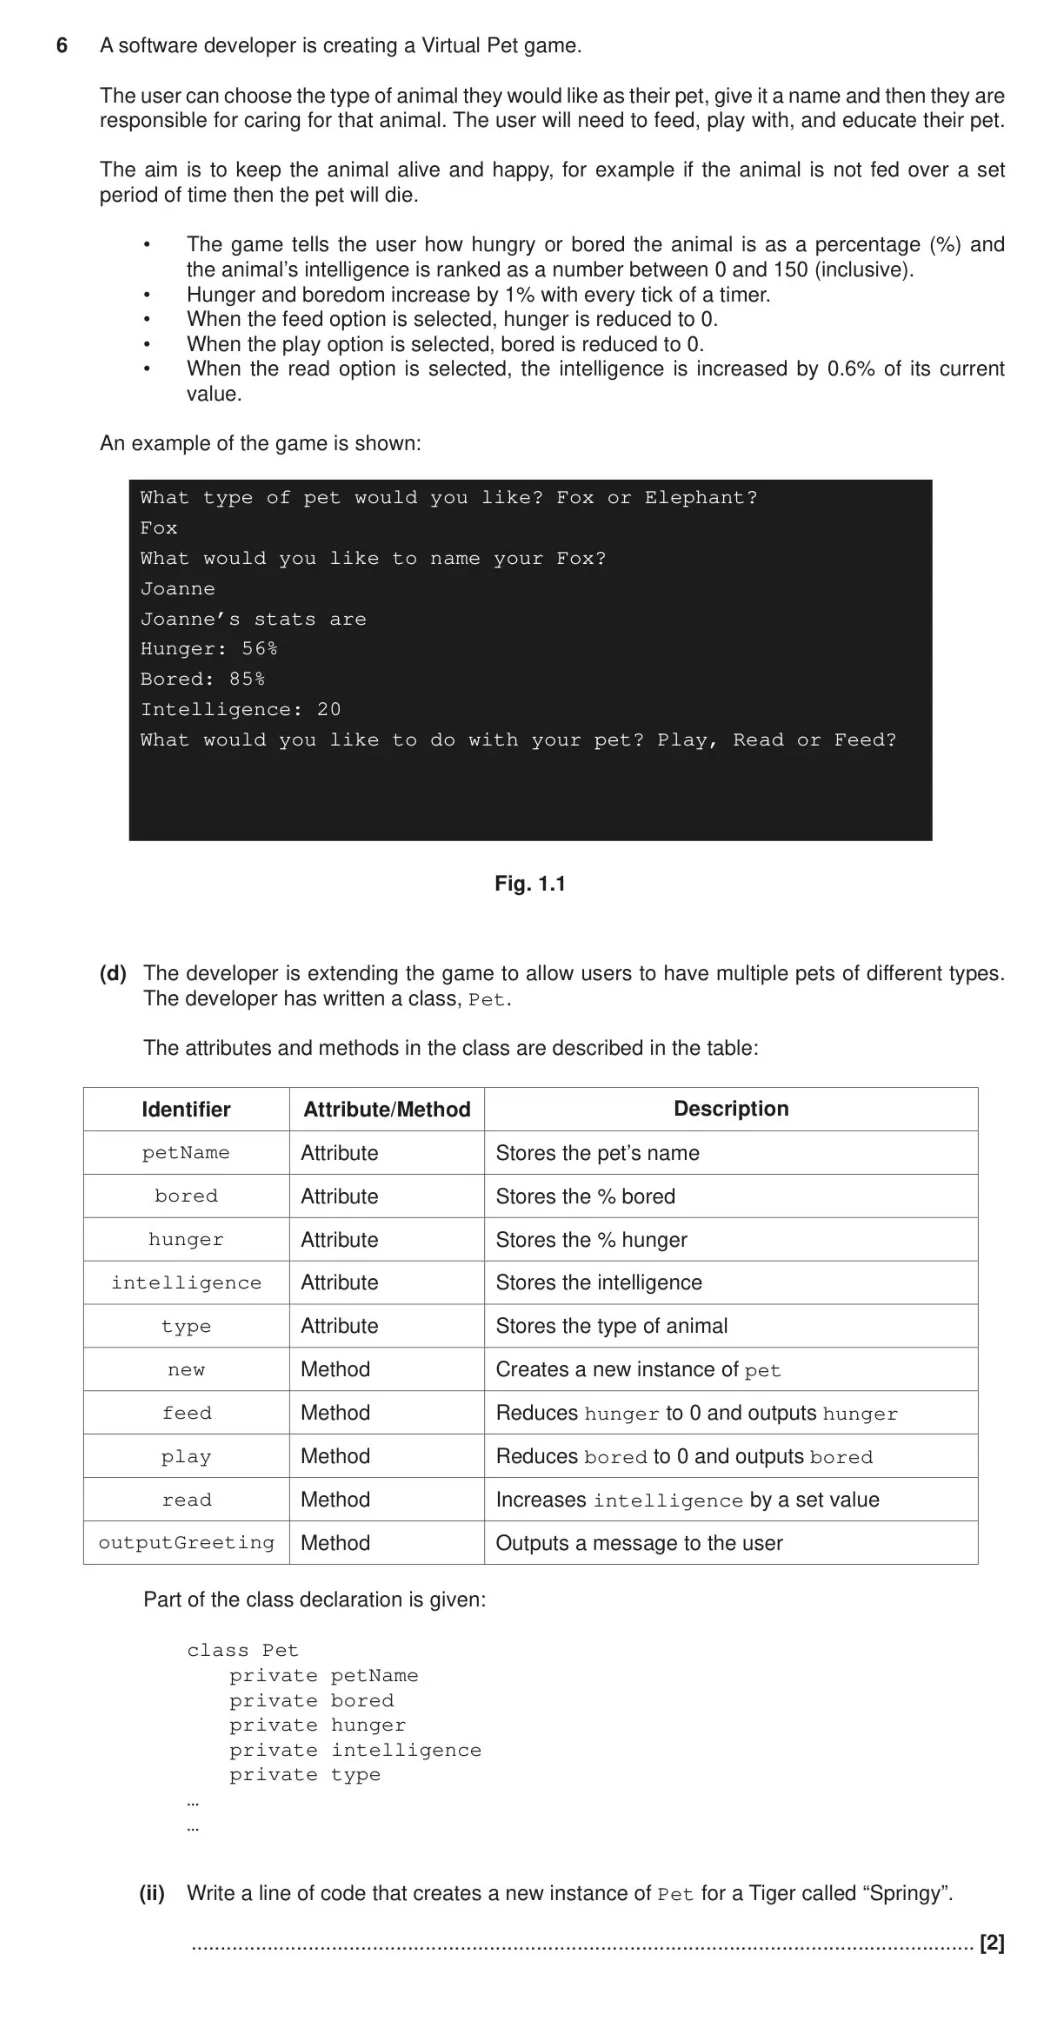 6 A software developer is creating a Virtual Pet game.
The user can choose the type of animal they would like as their pet, give it a name and then they are
responsible for caring for that animal. The user will need to feed, play with, and educate their pet.
The aim is to keep the animal alive and happy, for example if the animal is not fed over a set
period of time then the pet will die.
• The game tells the user how hungry or bored the animal is as a percentage (%) and
the animal’s intelligence is ranked as a number between 0 and 150 (inclusive).
• Hunger and boredom increase by 1% with every tick of a timer.
• When the feed option is selected, hunger is reduced to 0.
• When the play option is selected, bored is reduced to 0.
• When the read option is selected, the intelligence is increased by 0.6% of its current
value.
An example of the game is shown:
What type of pet would you like? Fox or Elephant?
Fox
What would you like to name your Fox?
Joanne
Joanne’s stats are
Hunger: 56%
Bored: 85%
Intelligence: 20
What would you like to do with your pet? Play, Read or Feed?
Fig. 1.1
(d) The developer is extending the game to allow users to have multiple pets of different types.
The developer has written a class, Pet.
The attributes and methods in the class are described in the table:
Identifier Attribute/Method Description
petName Attribute Stores the pet’s name
bored Attribute Stores the % bored
hunger Attribute Stores the % hunger
intelligence Attribute Stores the intelligence
type Attribute Stores the type of animal
new Method Creates a new instance of pet
feed Method Reduces hunger to 0 and outputs hunger
play Method Reduces bored to 0 and outputs bored
read Method Increases intelligence by a set value
outputGreeting Method Outputs a message to the user
Part of the class declaration is given:
class Pet
private petName
private bored
private hunger
private intelligence
private type
…
…
(ii) Write a line of code that creates a new instance of Pet for a Tiger called “Springy”.
[2]